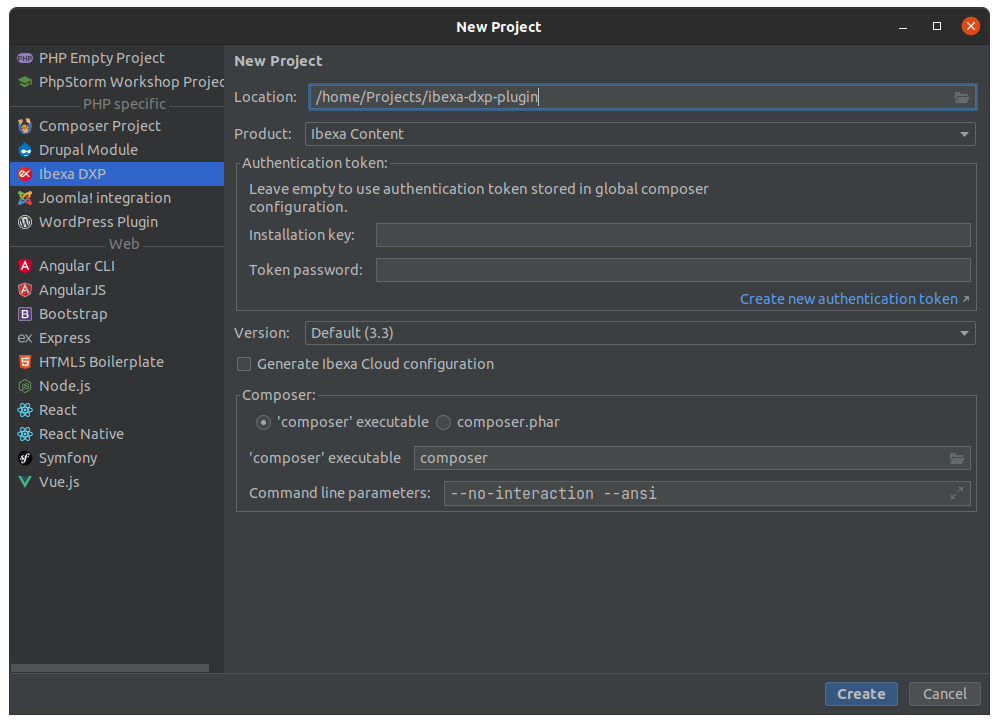 New Project
PHP Empty Project
PhpStorm Workshop Projec
PHP specific
Composer Project
Drupal Module
Ibexa DXP
Joomla! integration
WordPress Plugin
Web
Angular CLI
AngularJS
Bootstrap
Express
HTML5 Boilerplate
Node.js
React
React Native
Symfony
Vue.js
New Project
Location: /home/Projects/ibexa-dxp-plugin
Product: Ibexa Content
Authentication token:
Leave empty to use authentication token stored in global composer
configuration.
Installation key:
Token password:
Create new authentication token
Version: Default (3.3)
Generate Ibexa Cloud configuration
Composer:
'composer' executable composer.phar
'composer' executable composer
Command line parameters: --no-interaction --ansi
Create Cancel